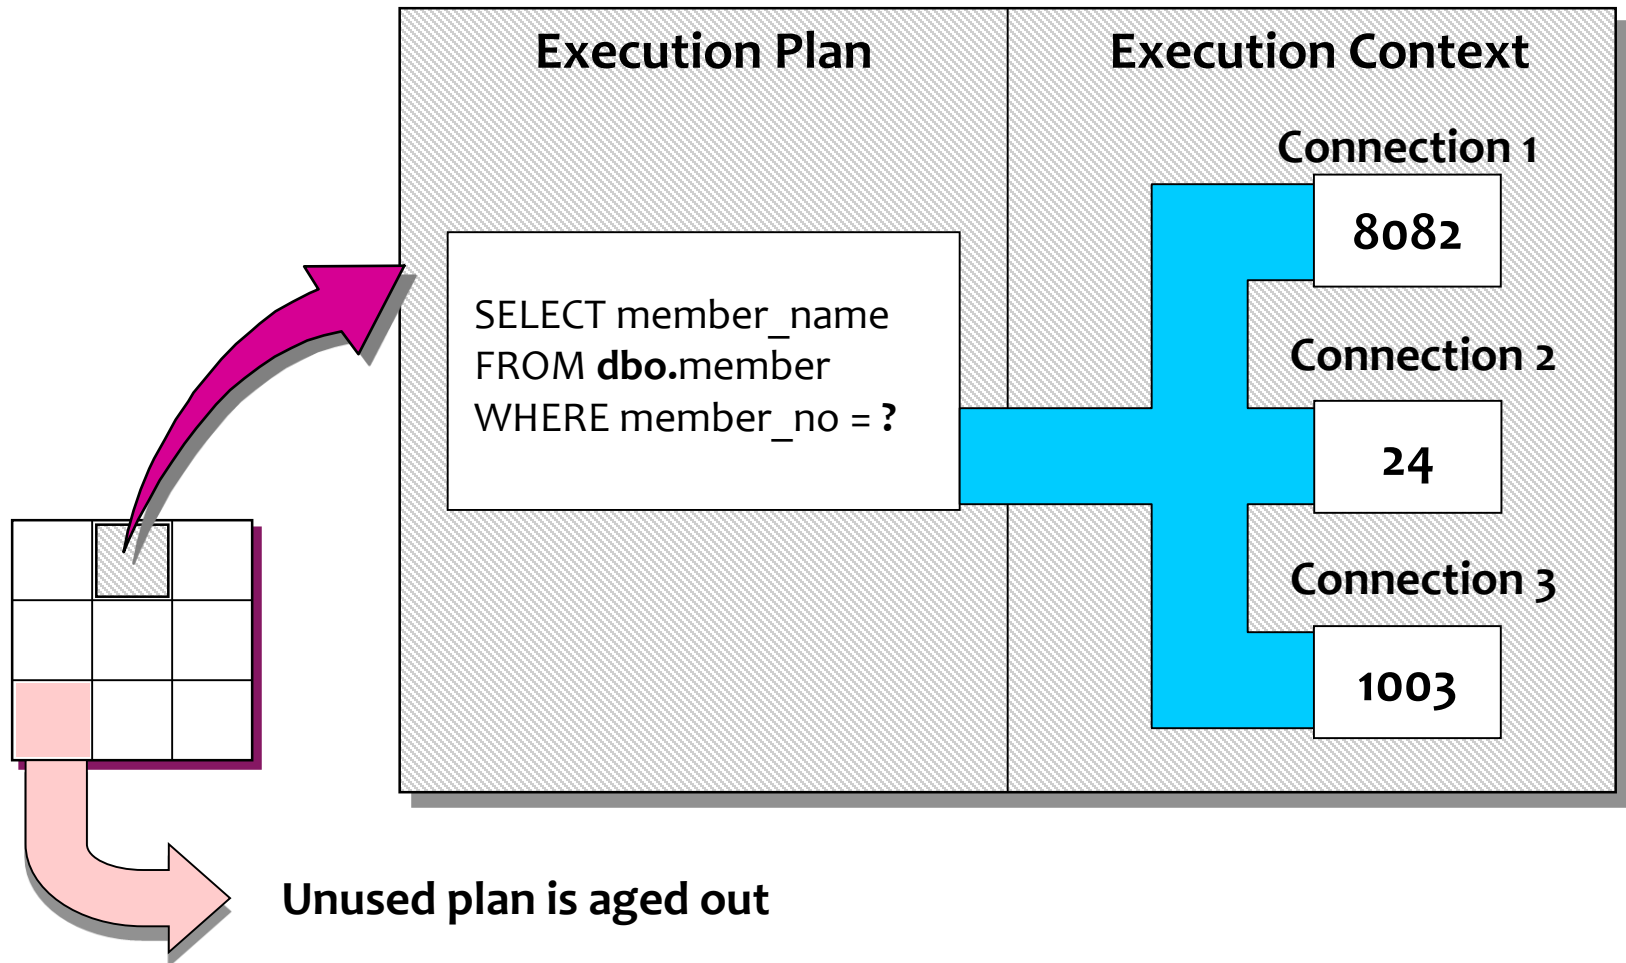 Execution Plan
Execution Context
SELECT member_name
FROM dbo.member
WHERE member_no = ?
Connection 1
8082
Connection 2
24
Connection 3
1003
Unused plan is aged out